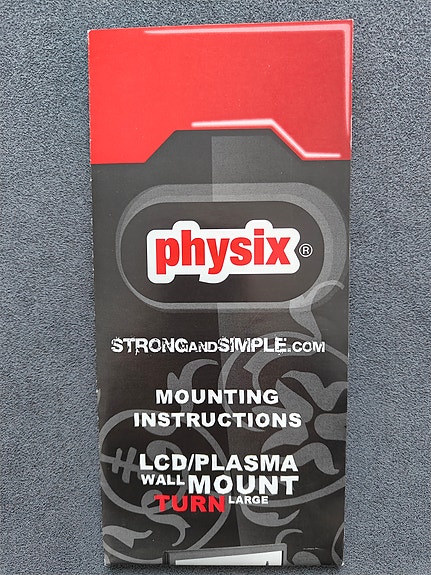 physix®
STRONGANDSIMPLE.COM
MOUNTING
INSTRUCTIONS
LCD/PLASMA
WALL MOUNT
TURN LARGE